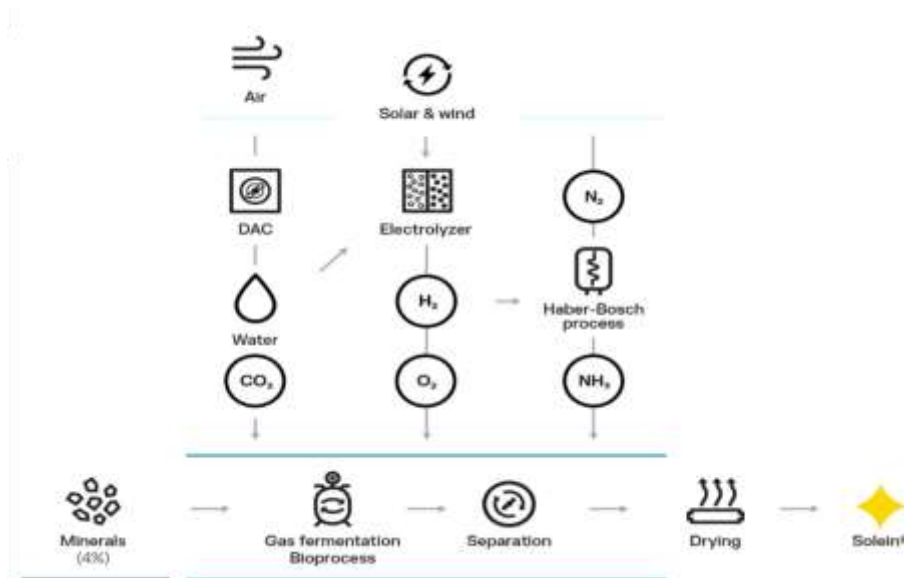 Air
Solar & wind
DAC
Electrolyzer
N₂
Water
H₂
Haber-Bosch
process
CO₂
O₂
NH₃
Minerals
(4%)
Gas fermentation
Bioprocess
Separation
Drying
Solein®